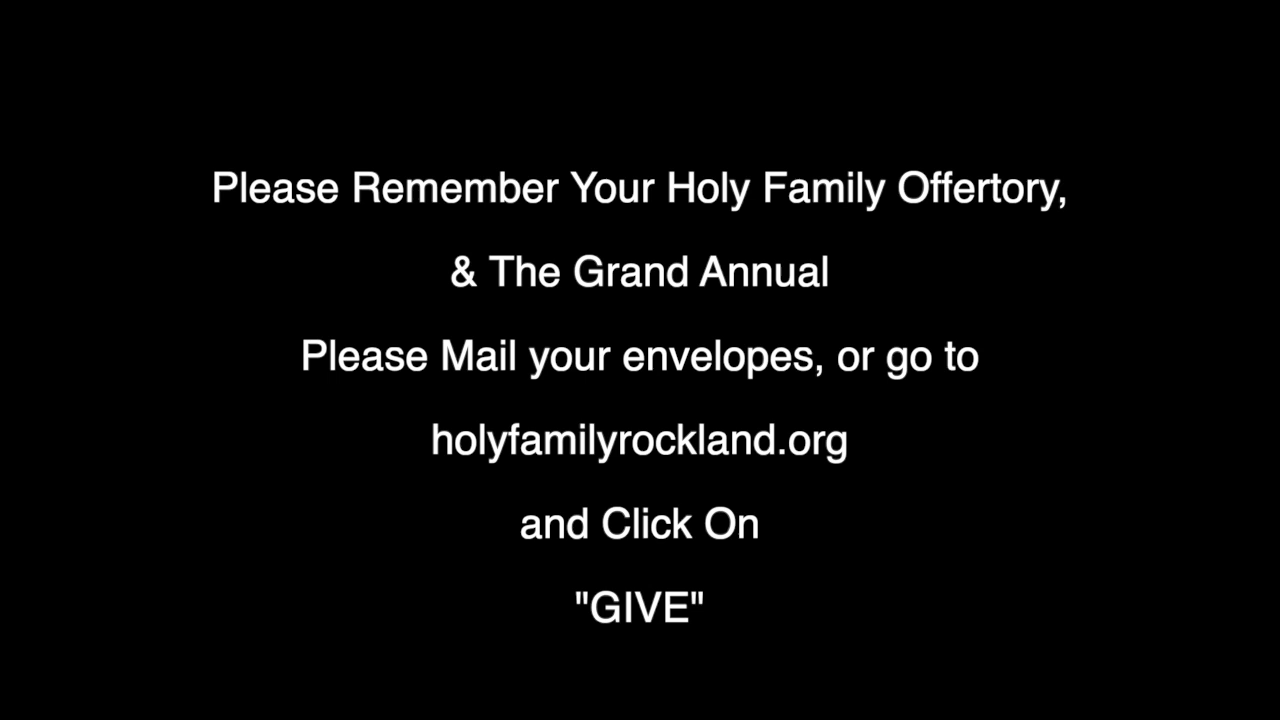 Please Remember Your Holy Family Offertory,
& The Grand Annual
Please Mail your envelopes, or go to
holyfamilyrockland.org
and Click On
"GIVE"